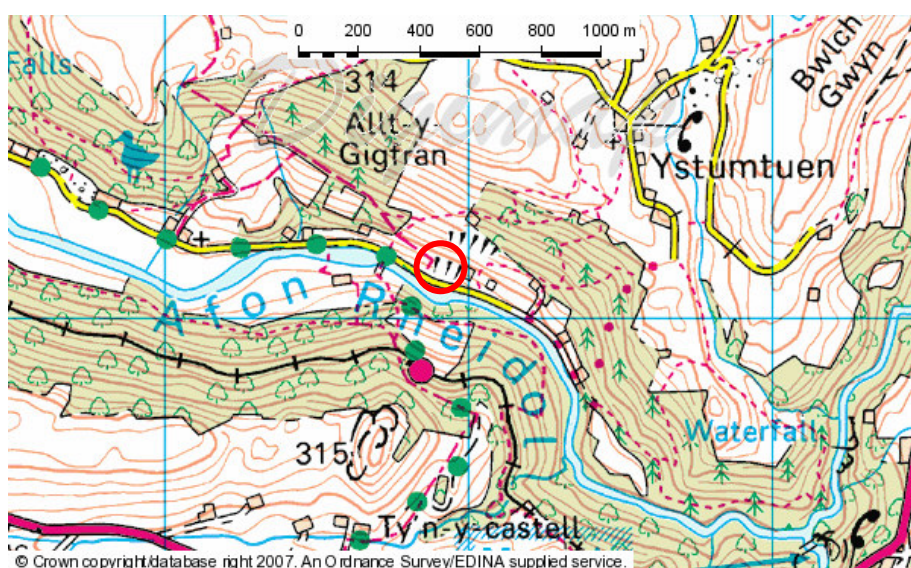 0 200 400 600 800 1000 m
Falls
314
Allt-y-
Gigfran
Bwlch
Gwyn
Ystumtuen
Afon Rheidol
Waterfall
315
Ty'n-y-castell
© Crown copyright/database right 2007. An Ordnance Survey/EDINA supplied service.